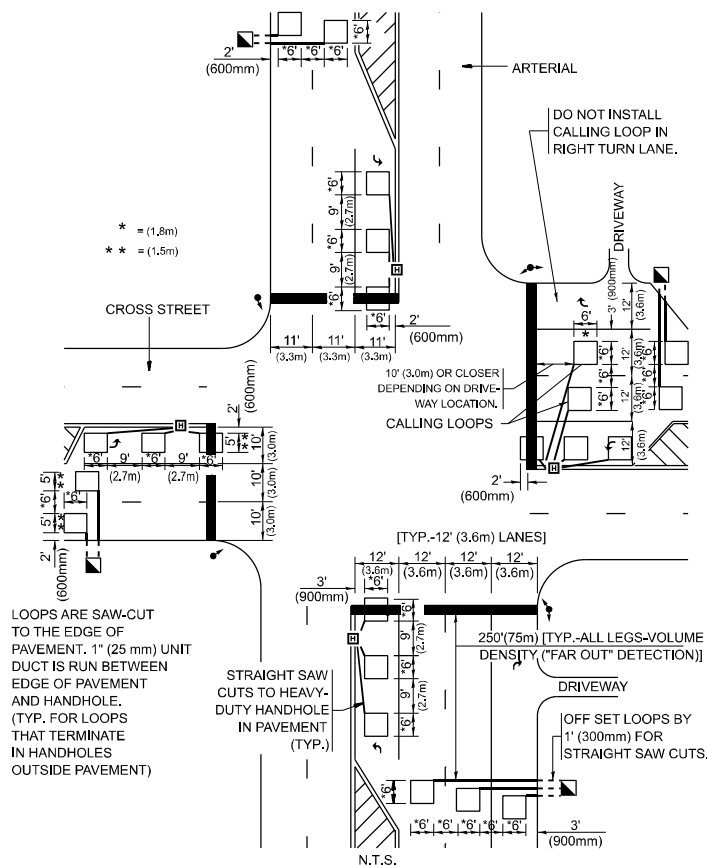 *6'
*6' *6' *6'
2'
(600mm)
ARTERIAL
DO NOT INSTALL
CALLING LOOP IN
RIGHT TURN LANE.
* = (1.8m)
** = (1.5m)
*6'
9'
(2.7m)
*6'
9'
(2.7m)
*6'
H
*6'
2'
(600mm)
11' 11' 11'
(3.3m) (3.3m) (3.3m)
CROSS STREET
DRIVEWAY
3' (900mm)
12'
(3.6m)
6'
*
*6'
*6'
*6'
12'
(3.6m)
12'
(3.6m)
12'
(3.6m)
*6'
*6'
*6'
10' (3.0m) OR CLOSER
DEPENDING ON DRIVE-
WAY LOCATION.
CALLING LOOPS
H
2'
(600mm)
2'
(600mm)
H
5'
**
10'
(3.0m)
10'
(3.0m)
10'
(3.0m)
*6' 9' *6' 9' *6'
(2.7m) (2.7m)
5'
**
*6'
*6'
5'
**
*6'
2'
(600mm)
[TYP.-12' (3.6m) LANES]
12' 12' 12' 12'
(3.6m) (3.6m) (3.6m) (3.6m)
3'
(900mm)
*6'
*6'
9'
(2.7m)
*6'
9'
(2.7m)
*6'
H
250'(75m) [TYP.-ALL LEGS-VOLUME
DENSITY ("FAR OUT" DETECTION)]
DRIVEWAY
LOOPS ARE SAW-CUT
TO THE EDGE OF
PAVEMENT. 1" (25 mm) UNIT
DUCT IS RUN BETWEEN
EDGE OF PAVEMENT
AND HANDHOLE.
(TYP. FOR LOOPS
THAT TERMINATE
IN HANDHOLES
OUTSIDE PAVEMENT)
STRAIGHT SAW
CUTS TO HEAVY-
DUTY HANDHOLE
IN PAVEMENT
(TYP.)
OFF SET LOOPS BY
1' (300mm) FOR
STRAIGHT SAW CUTS.
*6'
*6' *6' *6' *6' *6'
3'
(900mm)
N.T.S.